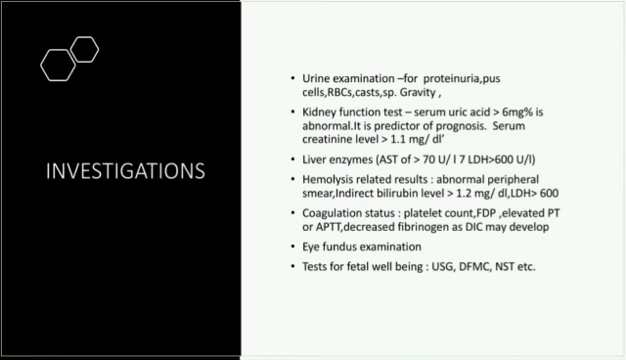 INVESTIGATIONS
• Urine examination –for proteinuria,pus
cells,RBCs,casts,sp. Gravity ,
• Kidney function test – serum uric acid > 6mg% is
abnormal.It is predictor of prognosis. Serum
creatinine level > 1.1 mg/ dl’
• Liver enzymes (AST of > 70 U/ l 7 LDH>600 U/l)
• Hemolysis related results : abnormal peripheral
smear,Indirect bilirubin level > 1.2 mg/ dl,LDH> 600
• Coagulation status : platelet count,FDP ,elevated PT
or APTT,decreased fibrinogen as DIC may develop
• Eye fundus examination
• Tests for fetal well being : USG, DFMC, NST etc.